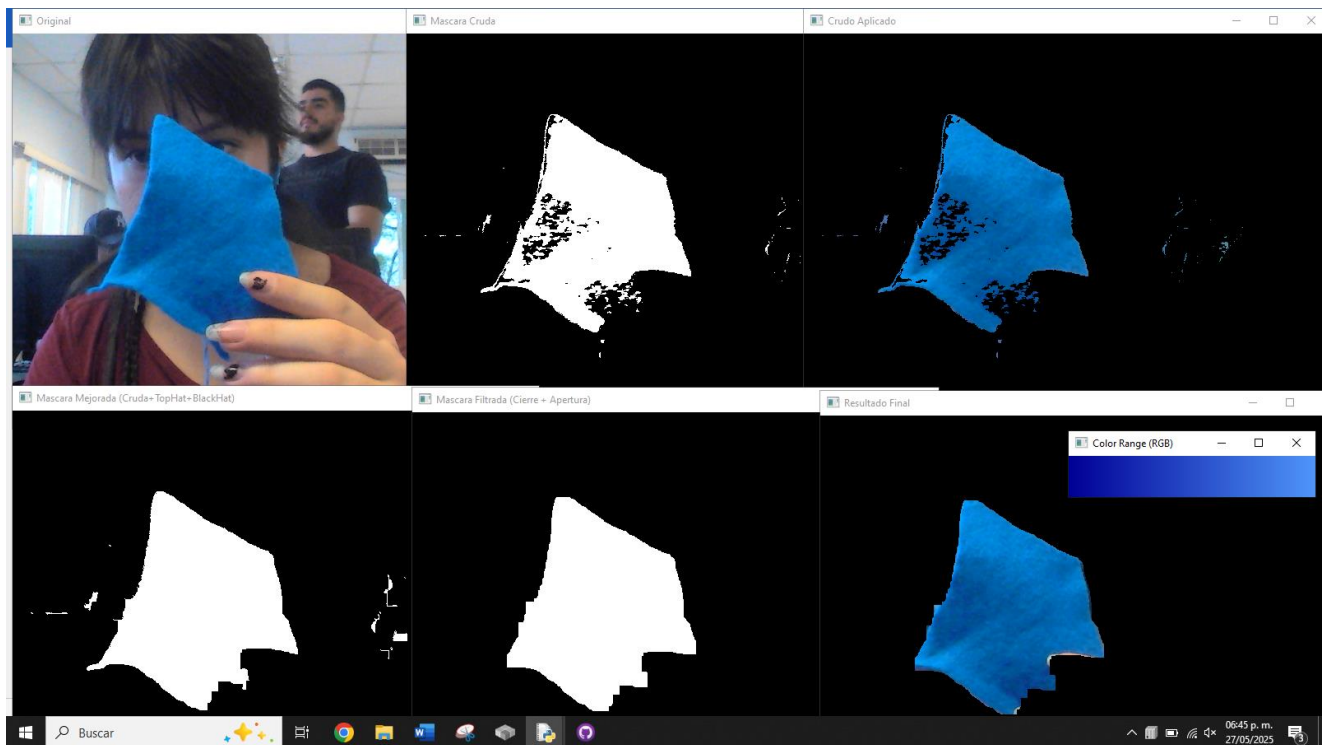 Original
Mascara Cruda
Crudo Aplicado
Mascara Mejorada (Cruda+TopHat+BlackHat)
Mascara Filtrada (Cierre + Apertura)
Resultado Final
Color Range (RGB)
Buscar
06:45 p. m.
27/05/2025
3